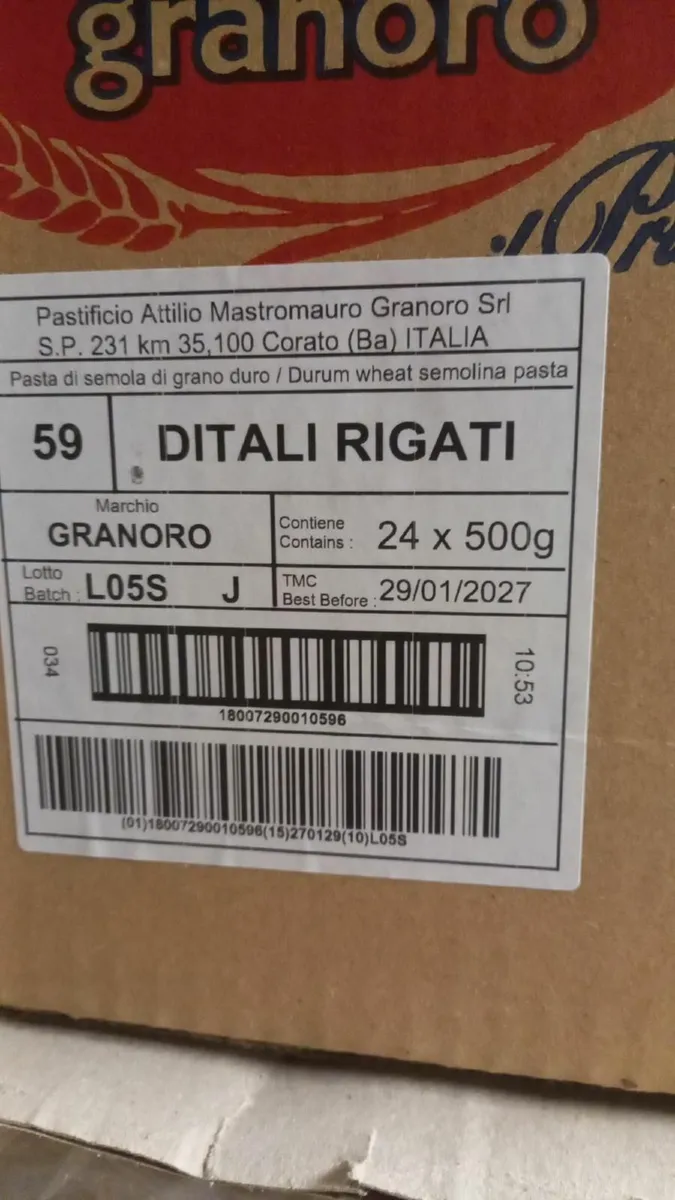 granoro
il Pri
Pastificio Attilio Mastromauro Granoro Srl
S.P. 231 km 35,100 Corato (Ba) ITALIA
Pasta di semola di grano duro / Durum wheat semolina pasta
59 DITALI RIGATI
Marchio
GRANORO
Contiene
Contains : 24 x 500g
Lotto
Batch : L05S J
TMC
Best Before : 29/01/2027
034
10:53
18007290010596
(01)18007290010596(15)270129(10)L05S